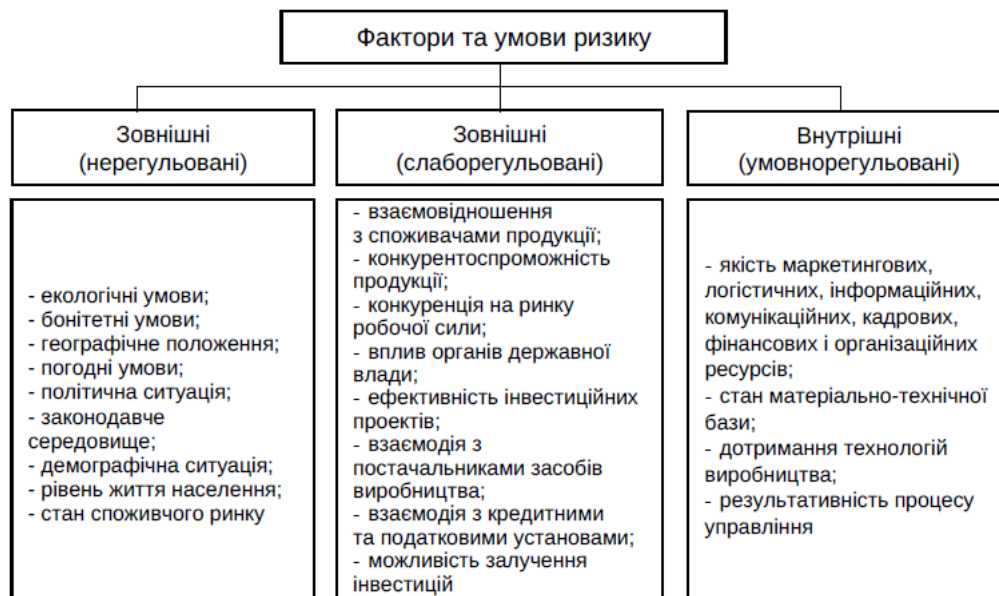 Фактори та умови ризику
Зовнішні
(нерегульовані)
- екологічні умови;
- бонітетні умови;
- географічне положення;
- погодні умови;
- політична ситуація;
- законодавче
середовище;
- демографічна ситуація;
- рівень життя населення;
- стан споживчого ринку
Зовнішні
(слаборегульовані)
- взаємовідношення
з споживачами продукції;
- конкурентоспроможність
продукції;
- конкуренція на ринку
робочої сили;
- вплив органів державної
влади;
- ефективність інвестиційних
проектів;
- взаємодія з
постачальниками засобів
виробництва;
- взаємодія з кредитними
та податковими установами;
- можливість залучення
інвестицій
Внутрішні
(умовнорегульовані)
- якість маркетингових,
логістичних, інформаційних,
комунікаційних, кадрових,
фінансових і організаційних
ресурсів;
- стан матеріально-технічної
бази;
- дотримання технологій
виробництва;
- результативність процесу
управління